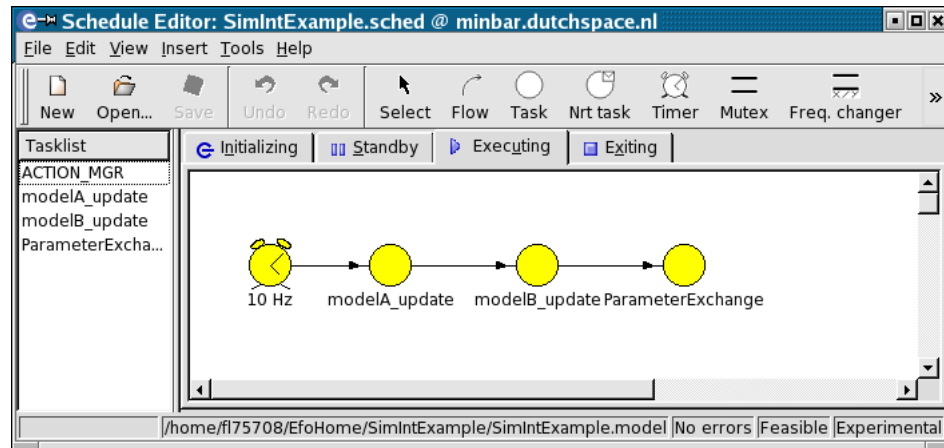 Schedule Editor: SimIntExample.sched @ minbar.dutchspace.nl
File Edit View Insert Tools Help
New Open... Save Undo Redo Select Flow Task Nrt task Timer Mutex Freq. changer »
Tasklist
ACTION_MGR
modelA_update
modelB_update
ParameterExcha...
Initializing Standby Executing Exiting
10 Hz modelA_update modelB_update ParameterExchange
/home/fl75708/EfoHome/SimIntExample/SimIntExample.model No errors Feasible Experimental